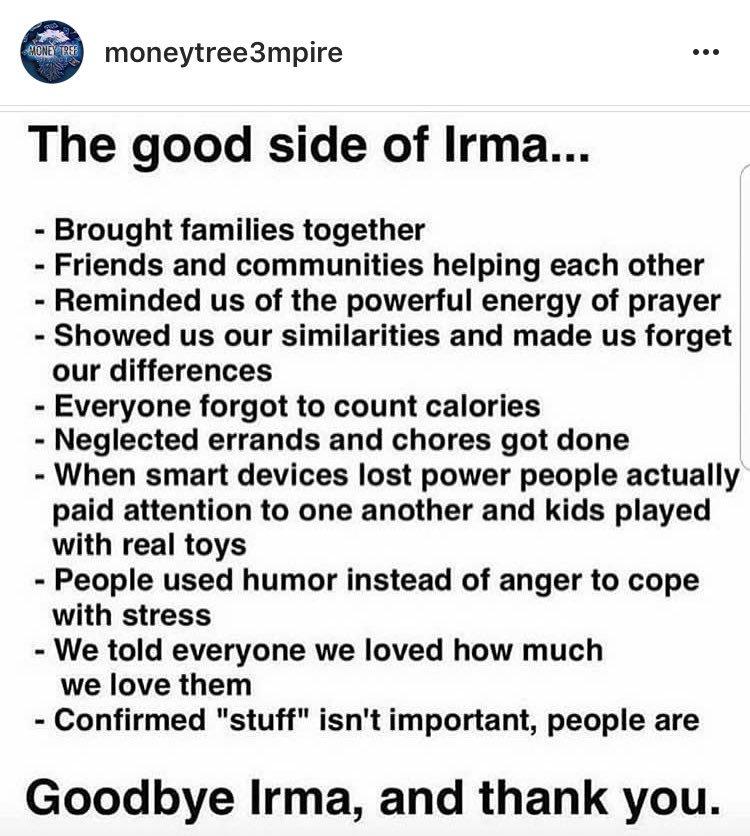 MONEY TREE
moneytree3mpire
The good side of Irma...
- Brought families together
- Friends and communities helping each other
- Reminded us of the powerful energy of prayer
- Showed us our similarities and made us forget
our differences
- Everyone forgot to count calories
- Neglected errands and chores got done
- When smart devices lost power people actually
paid attention to one another and kids played
with real toys
- People used humor instead of anger to cope
with stress
- We told everyone we loved how much
we love them
- Confirmed "stuff" isn't important, people are
Goodbye Irma, and thank you.